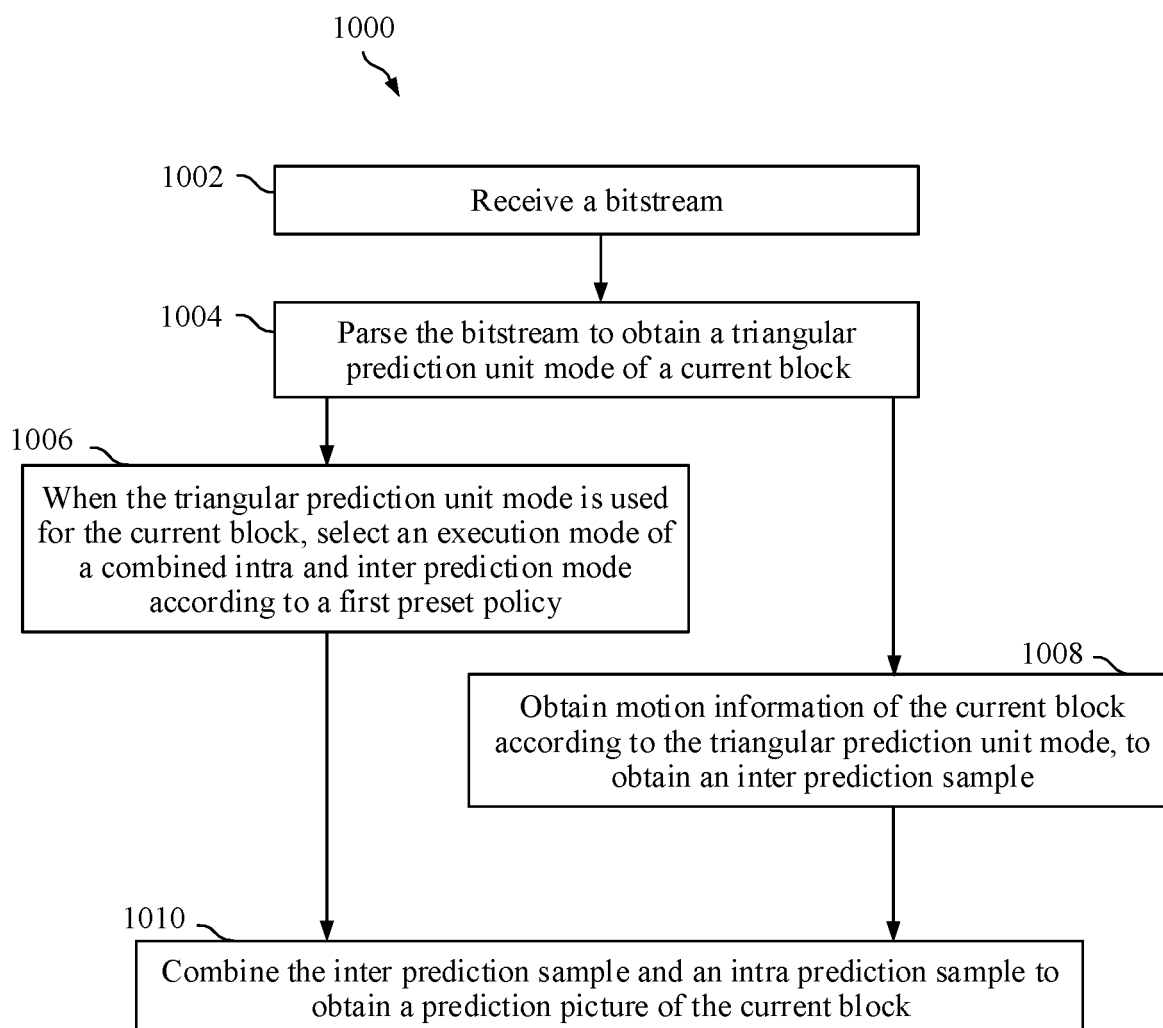 1000
1002
Receive a bitstream
1004
Parse the bitstream to obtain a triangular
prediction unit mode of a current block
1006
When the triangular prediction unit mode is used
for the current block, select an execution mode of
a combined intra and inter prediction mode
according to a first preset policy
1008
Obtain motion information of the current block
according to the triangular prediction unit mode, to
obtain an inter prediction sample
1010
Combine the inter prediction sample and an intra prediction sample to
obtain a prediction picture of the current block